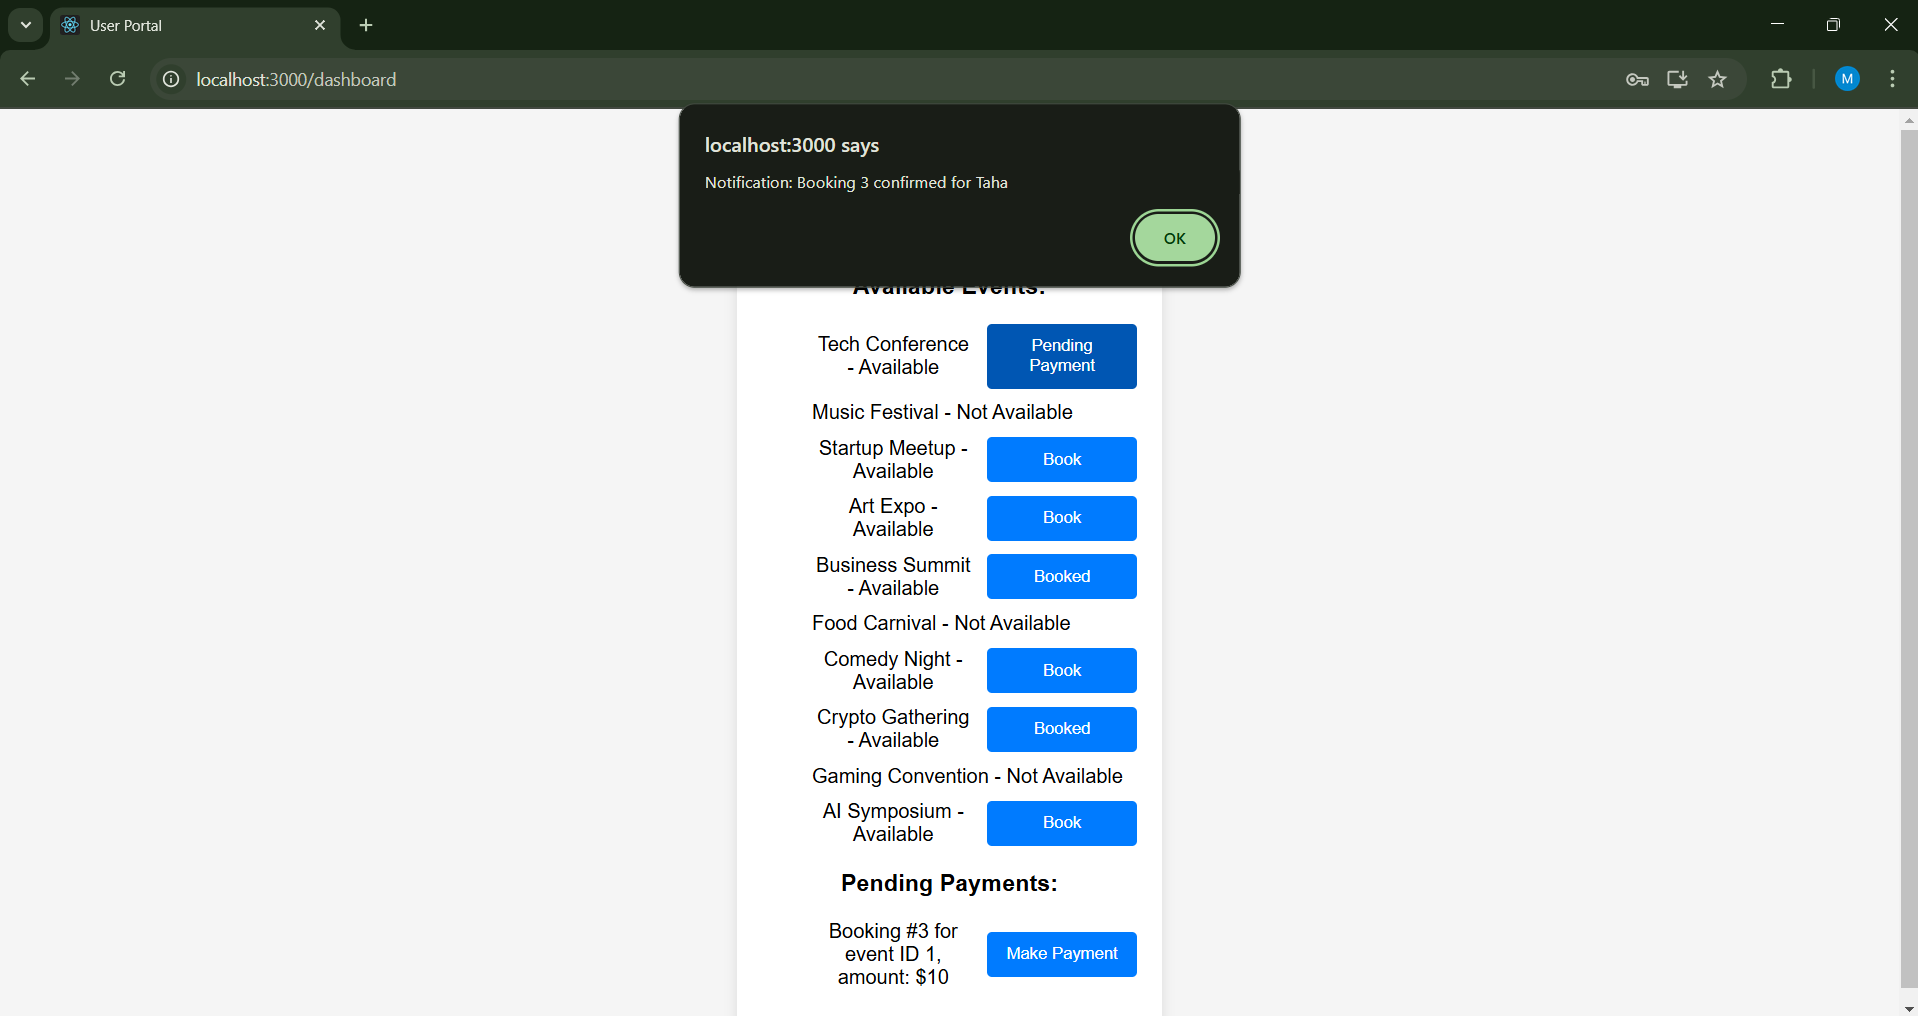 User Portal
localhost:3000/dashboard
M
localhost:3000 says
Notification: Booking 3 confirmed for Taha
OK
Available Events:
Tech Conference
- Available
Pending
Payment
Music Festival - Not Available
Startup Meetup -
Available
Book
Art Expo -
Available
Book
Business Summit
- Available
Booked
Food Carnival - Not Available
Comedy Night -
Available
Book
Crypto Gathering
- Available
Booked
Gaming Convention - Not Available
AI Symposium -
Available
Book
Pending Payments:
Booking #3 for
event ID 1,
amount: $10
Make Payment